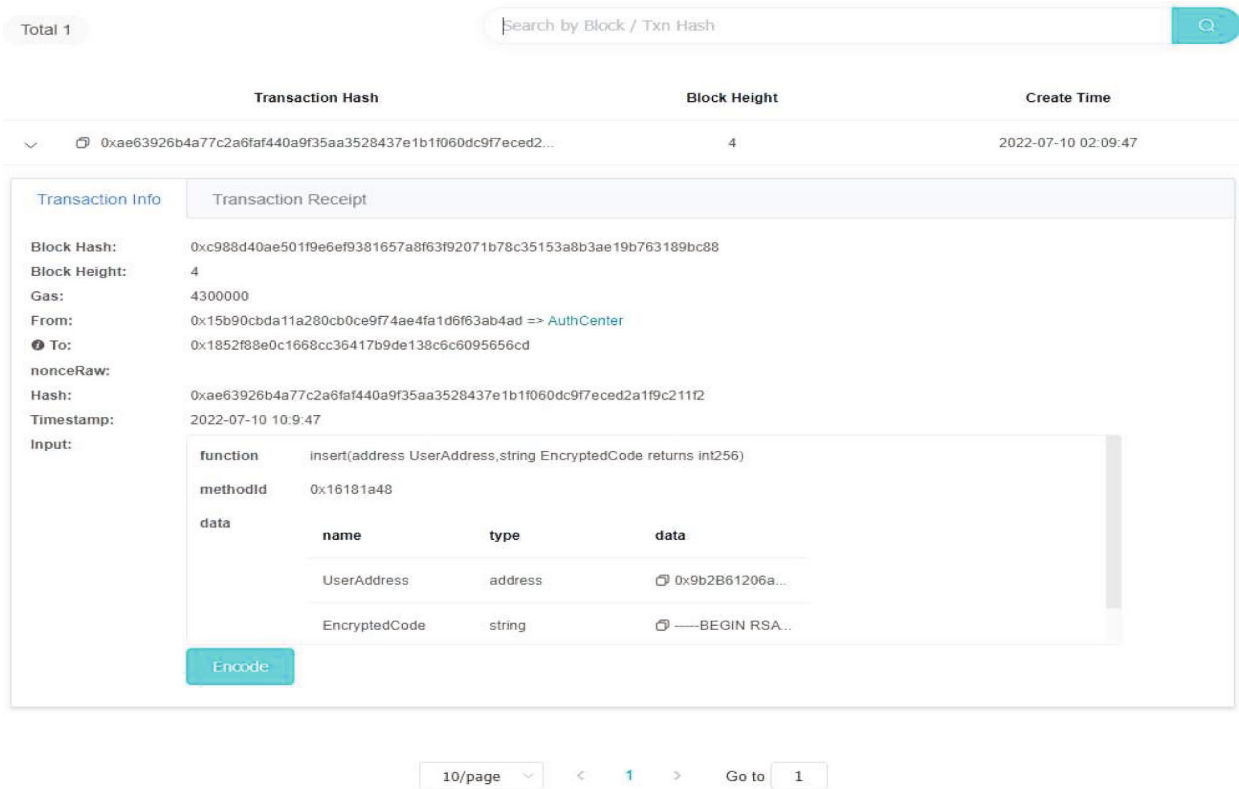 Total 1
Search by Block / Txn Hash
Transaction Hash Block Height Create Time
0xae63926b4a77c2a6faf440a9f35aa3528437e1b1f060dc9f7eced2... 4 2022-07-10 02:09:47
Transaction Info Transaction Receipt
Block Hash: 0xc988d40ae501f9e6ef9381657a8f63f92071b78c35153a8b3ae19b763189bc88
Block Height: 4
Gas: 4300000
From: 0x15b90cbda11a280cb0ce9f74ae4fa1d6f63ab4ad => AuthCenter
To: 0x1852f88e0c1668cc36417b9de138c6c6095656cd
nonceRaw:
Hash: 0xae63926b4a77c2a6faf440a9f35aa3528437e1b1f060dc9f7eced2a1f9c211f2
Timestamp: 2022-07-10 10:9:47
Input:
function insert(address UserAddress,string EncryptedCode returns int256)
methodId 0x16181a48
data
name type data
UserAddress address 0x9b2B61206a...
EncryptedCode string -----BEGIN RSA...
Encode
10/page < 1 > Go to 1